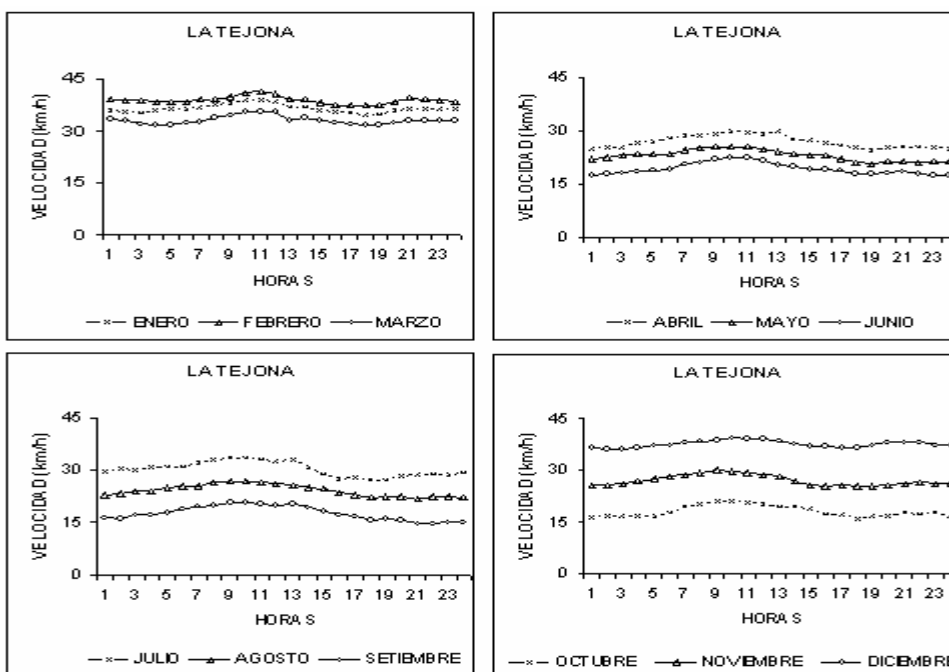 LA TEJONA
VELOCIDAD (km/h)
45
30
15
0
1 3 5 7 9 11 13 15 17 19 21 23
HORAS
ENERO FEBRERO MARZO
LA TEJONA
VELOCIDAD (km/h)
45
30
15
0
1 3 5 7 9 11 13 15 17 19 21 23
HORAS
ABRIL MAYO JUNIO
LA TEJONA
VELOCIDAD (km/h)
45
30
15
0
1 3 5 7 9 11 13 15 17 19 21 23
HORAS
JULIO AGOSTO SETIEMBRE
LA TEJONA
VELOCIDAD (km/h)
45
30
15
0
1 3 5 7 9 11 13 15 17 19 21 23
HORAS
OCTUBRE NOVIEMBRE DICIEMBRE